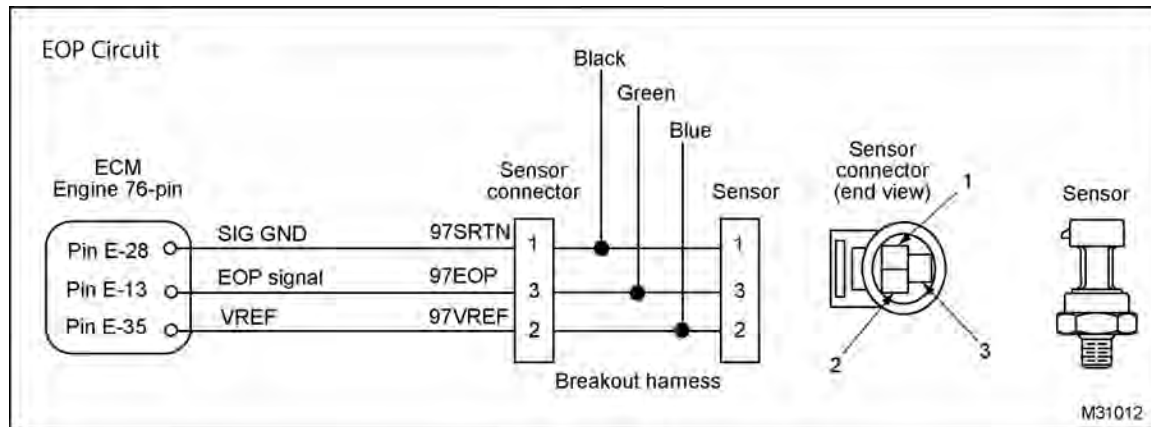 EOP Circuit
Black
Green
Blue
ECM
Engine 76-pin
Sensor
connector
Sensor
Sensor
connector
(end view)
1
Sensor
Pin E-28
SIG GND
97SRTN
1
1
Pin E-13
EOP signal
97EOP
3
3
Pin E-35
VREF
97VREF
2
2
2
3
Breakout harness
M31012